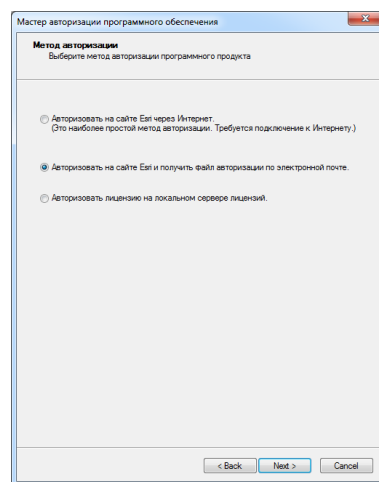 Мастер авторизации программного обеспечения
Метод авторизации
Выберите метод авторизации программного продукта
Авторизовать на сайте Esri через Интернет.
(Это наиболее простой метод авторизации. Требуется подключение к Интернету.)
Авторизовать на сайте Esri и получить файл авторизации по электронной почте.
Авторизовать лицензию на локальном сервере лицензий.
< Back Next > Cancel